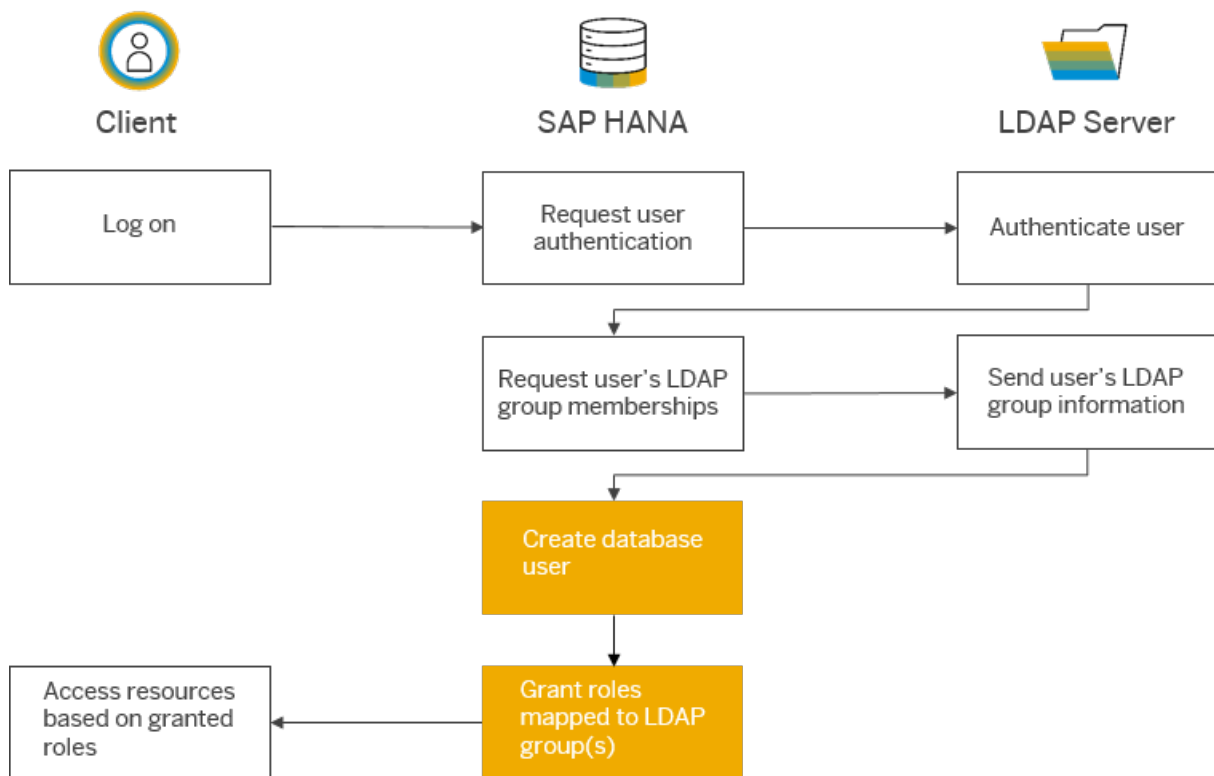 Client
SAP HANA
LDAP Server
Log on
Request user
authentication
Authenticate user
Request user’s LDAP
group memberships
Send user’s LDAP
group information
Create database
user
Grant roles
mapped to LDAP
group(s)
Access resources
based on granted
roles